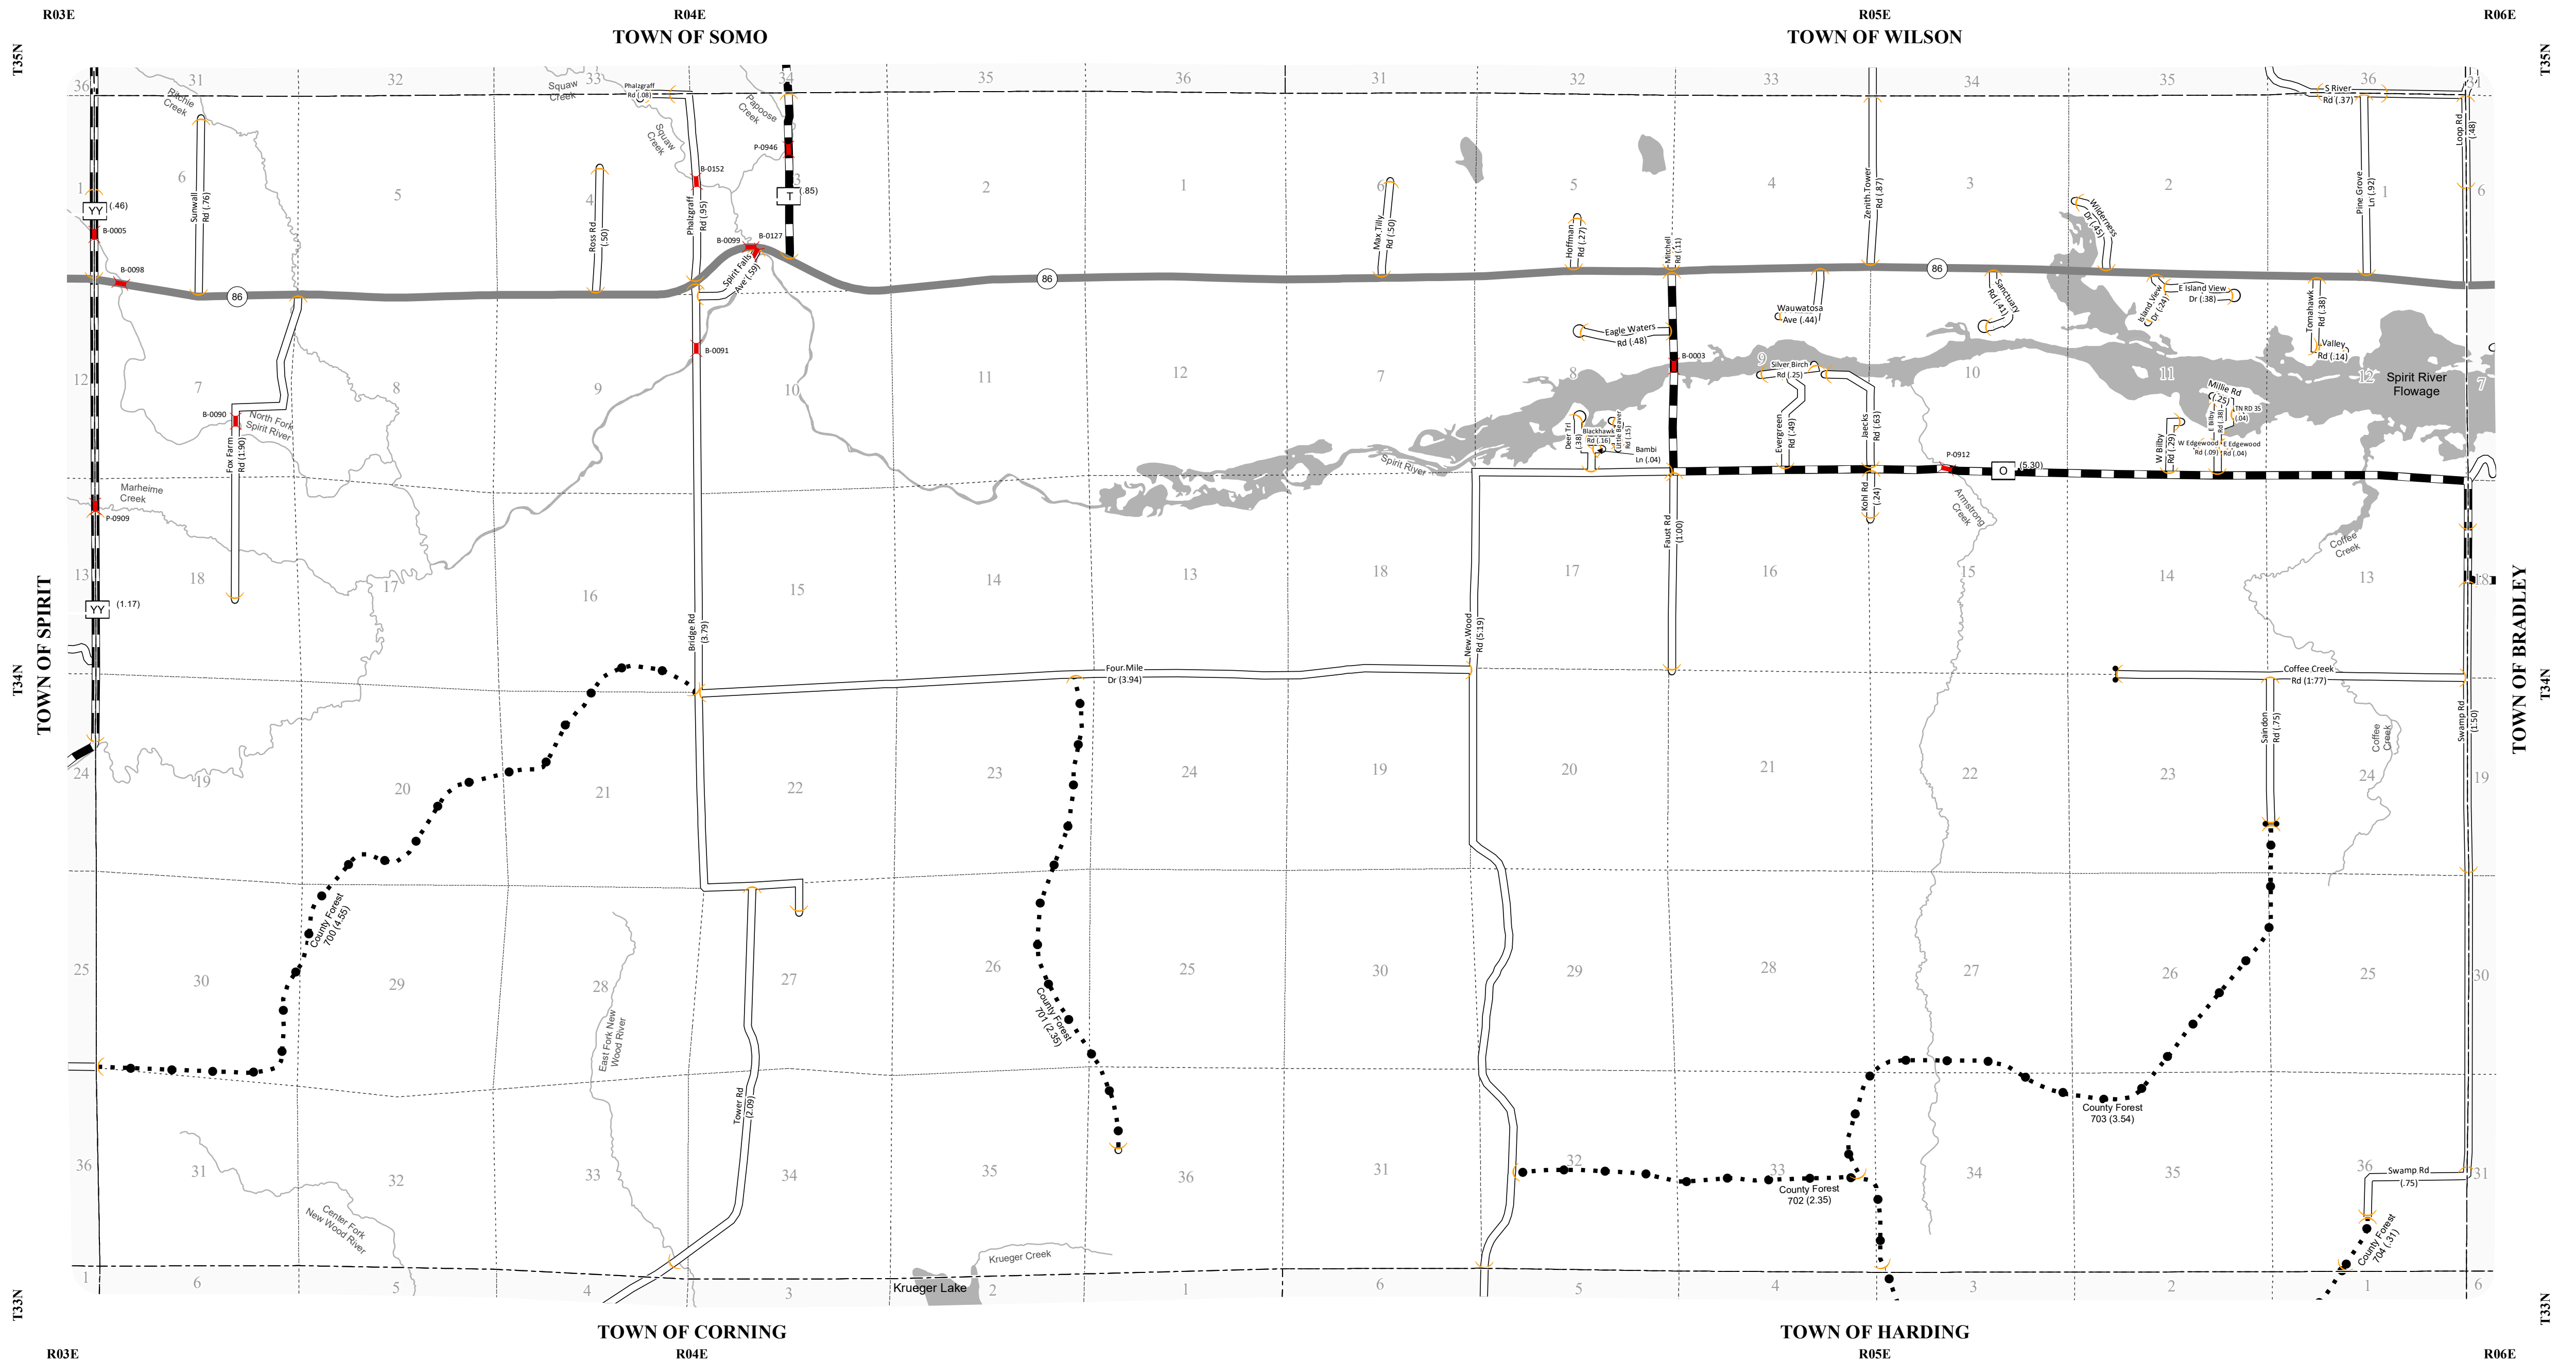 R03E
R04E
R05E
R06E
TOWN OF SOMO
TOWN OF WILSON
T35N
T35N
36
31
32
33
34
35
36
31
32
33
34
35
36
31
Ritchie
Creek
Squaw
Creek
Phalzgraff
Rd (.08)
Papoose
Creek
Squaw
Creek
S River
Rd (.37)
Loop Rd
(.48)
P-0946
B-0152
1
6
5
4
3
2
1
6
5
4
3
2
1
6
YY
(.46)
B-0005
B-0098
Sunwall
Rd (.76)
Ross Rd
(.50)
Phalzgraff
Rd (.95)
T
(.85)
B-0099
B-0127
Spirit Falls
Ave (.59)
Max Tilly
Rd (.50)
Hoffman
Rd (.27)
Mitchell
Rd (.11)
Zenith Tower
Rd (.87)
Wilderness
Dr (.45)
Pine Grove
Ln (.92)
86
86
86
Wauwatosa
Ave (.44)
Sanctuary
Rd (.41)
Island View
Dr (.24)
E Island View
Dr (.38)
Tomahawk
Rd (.38)
Valley
Rd (.14)
Eagle Waters
Rd (.48)
B-0091
B-0003
12
7
8
9
10
11
12
7
8
9
10
11
12
7
Spirit River
Flowage
Silver Birch
Rd (.25)
Evergreen
Rd (.49)
Jaecks
Rd (.63)
Millie Rd
(.25)
TN RD 35
(.04)
E Bilby
Rd (.38)
W Bilby
Rd (.29)
W Edgewood
Rd (.09)
E Edgewood
Rd (.04)
Deer Trl
(.38)
Blackhawk
Rd (.16)
Little Beaver
Rd (.15)
Bambi
Ln (.04)
B-0090
North Fork
Spirit River
Fox Farm
Rd (1.90)
Spirit River
P-0912
O
(5.30)
Marheime
Creek
P-0909
Faust Rd
(1.00)
Kohl Rd
(.24)
Armstrong
Creek
Coffee
Creek
13
18
17
16
15
14
13
18
17
16
15
14
13
18
YY
(1.17)
Bridge Rd
(3.79)
New Wood
Rd (5.19)
TOWN OF SPIRIT
TOWN OF BRADLEY
T34N
T34N
Four Mile
Dr (3.94)
Coffee Creek
Rd (1.77)
Saindon
Rd (.75)
Coffee
Creek
Swamp Rd
(1.50)
24
19
20
21
22
23
24
19
20
21
22
23
24
19
County Forest
700 (4.55)
25
30
29
28
27
26
25
30
29
28
27
26
25
30
East Fork New
Wood River
County Forest
701 (2.35)
Tower Rd
(2.09)
County Forest
703 (3.54)
36
31
32
33
34
35
36
31
32
33
34
35
36
31
County Forest
702 (2.35)
Swamp Rd
(.75)
County Forest
704 (.31)
Center Fork
New Wood River
Krueger Creek
Krueger Lake
1
6
5
4
3
2
1
6
5
4
3
2
1
6
T33N
T33N
TOWN OF CORNING
TOWN OF HARDING
R03E
R04E
R05E
R06E